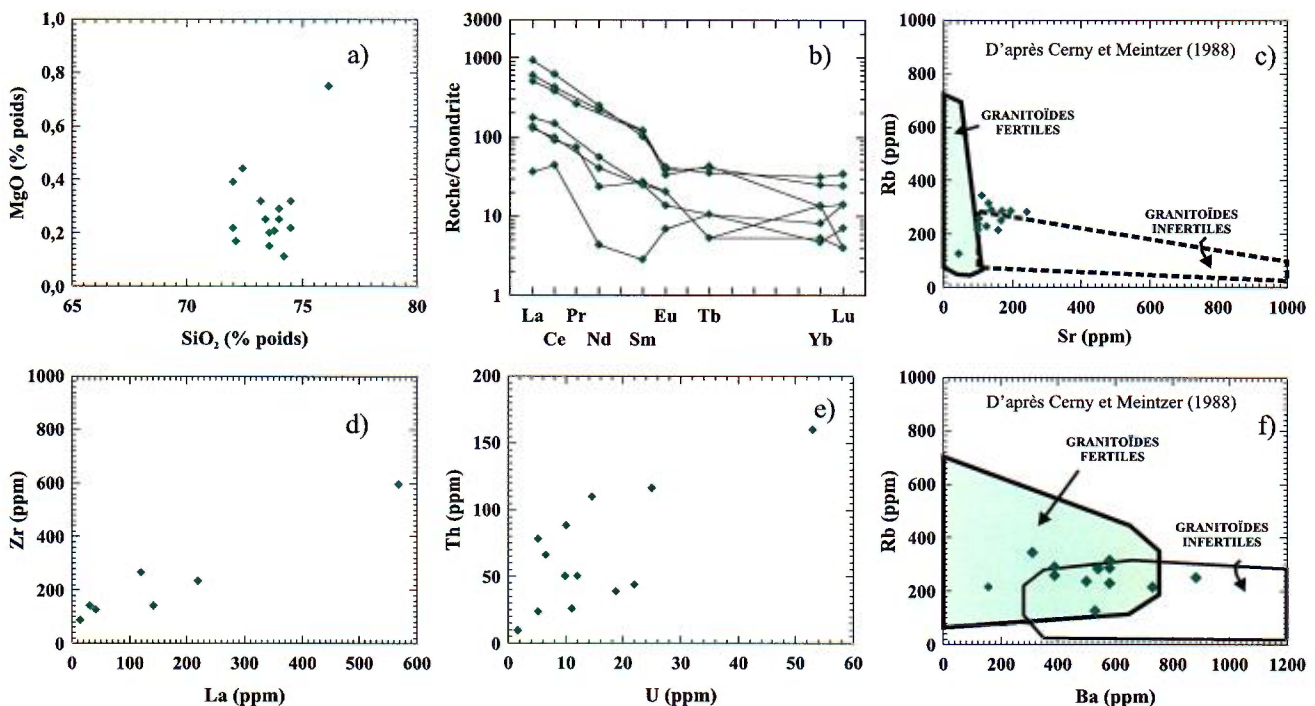 a)
1,0
0,8
0,6
0,4
0,2
0,0
MgO (% poids)
65
70
75
80
SiO₂ (% poids)
b)
3000
1000
100
10
1
Roche/Chondrite
La
Pr
Eu
Tb
Lu
Ce
Nd
Sm
Yb
c)
D'après Cerny et Meintzer (1988)
1000
800
600
400
200
0
Rb (ppm)
GRANITOÏDES
FERTILES
GRANITOÏDES
INFERTILES
0
200
400
600
800
1000
Sr (ppm)
d)
1000
800
600
400
200
0
Zr (ppm)
0
100
200
300
400
500
600
La (ppm)
e)
200
150
100
50
0
Th (ppm)
0
10
20
30
40
50
60
U (ppm)
f)
D'après Cerny et Meintzer (1988)
1000
800
600
400
200
0
Rb (ppm)
GRANITOÏDES
FERTILES
GRANITOÏDES
INFERTILES
0
200
400
600
800
1000
1200
Ba (ppm)